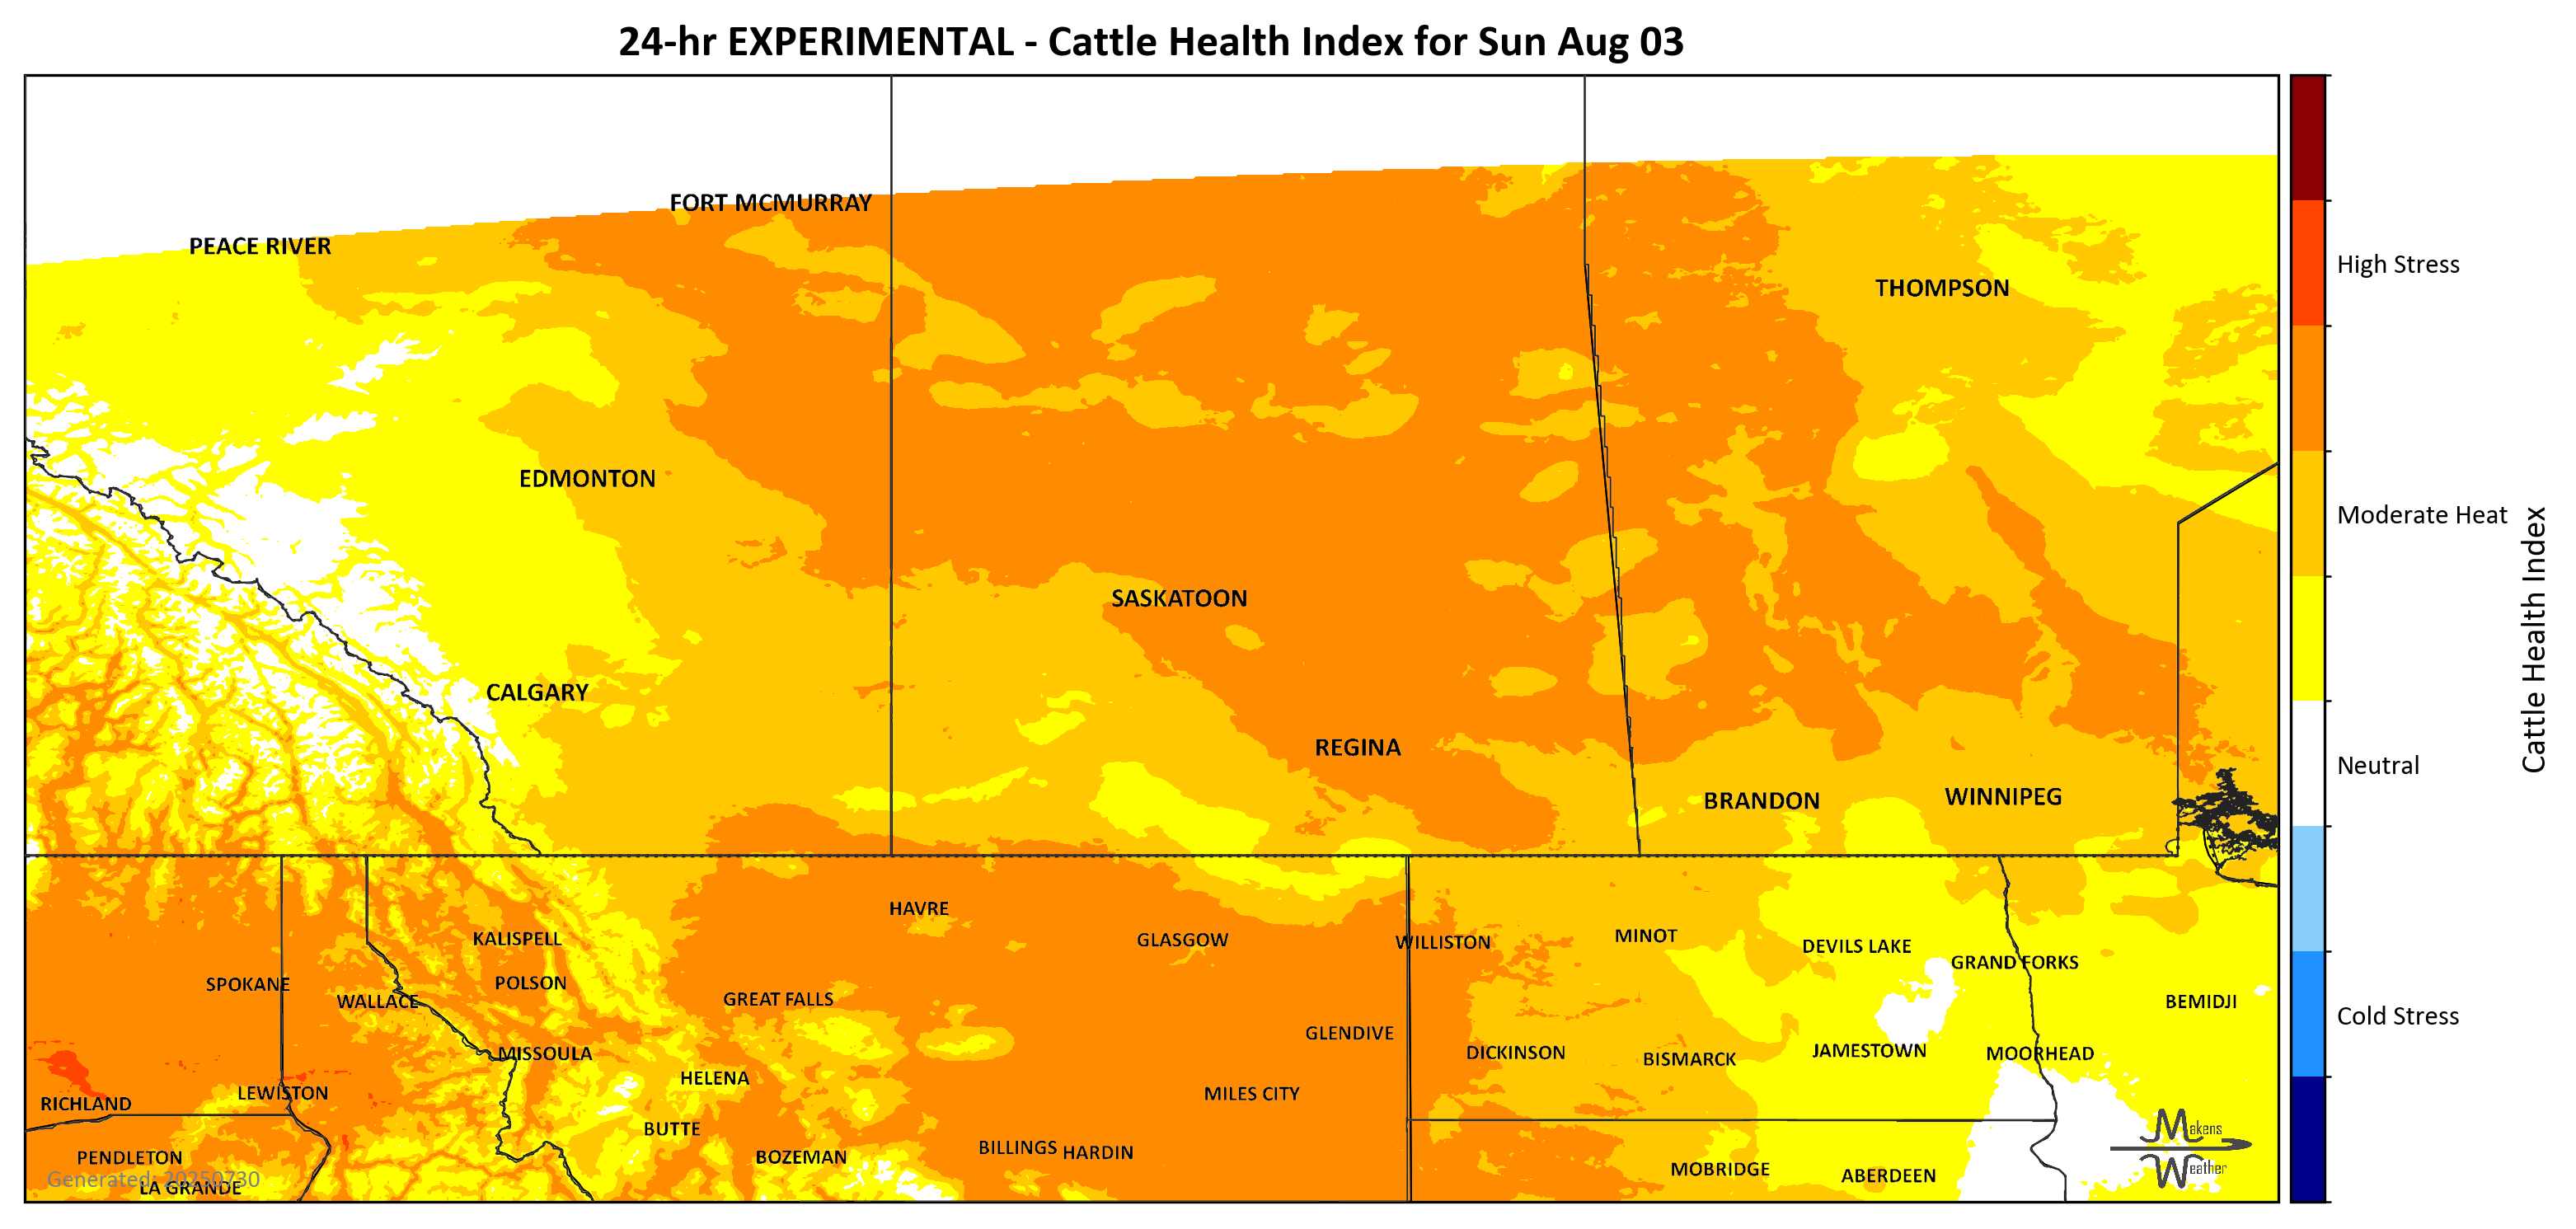 24-hr EXPERIMENTAL - Cattle Health Index for Sun Aug 03
FORT MCMURRAY
PEACE RIVER
High Stress
THOMPSON
EDMONTON
Moderate Heat
SASKATOON
Cattle Health Index
CALGARY
REGINA
Neutral
BRANDON
WINNIPEG
HAVRE
KALISPELL
GLASGOW
WILLISTON
MINOT
DEVILS LAKE
GRAND FORKS
SPOKANE
POLSON
WALLACE
GREAT FALLS
BEMIDJI
Cold Stress
GLENDIVE
MISSOULA
DICKINSON
BISMARCK
JAMESTOWN
MOORHEAD
HELENA
LEWISTON
MILES CITY
RICHLAND
BUTTE
Makens
Weather
PENDLETON
BOZEMAN
BILLINGS
HARDIN
MOBRIDGE
ABERDEEN
Generated: 20250730
LA GRANDE